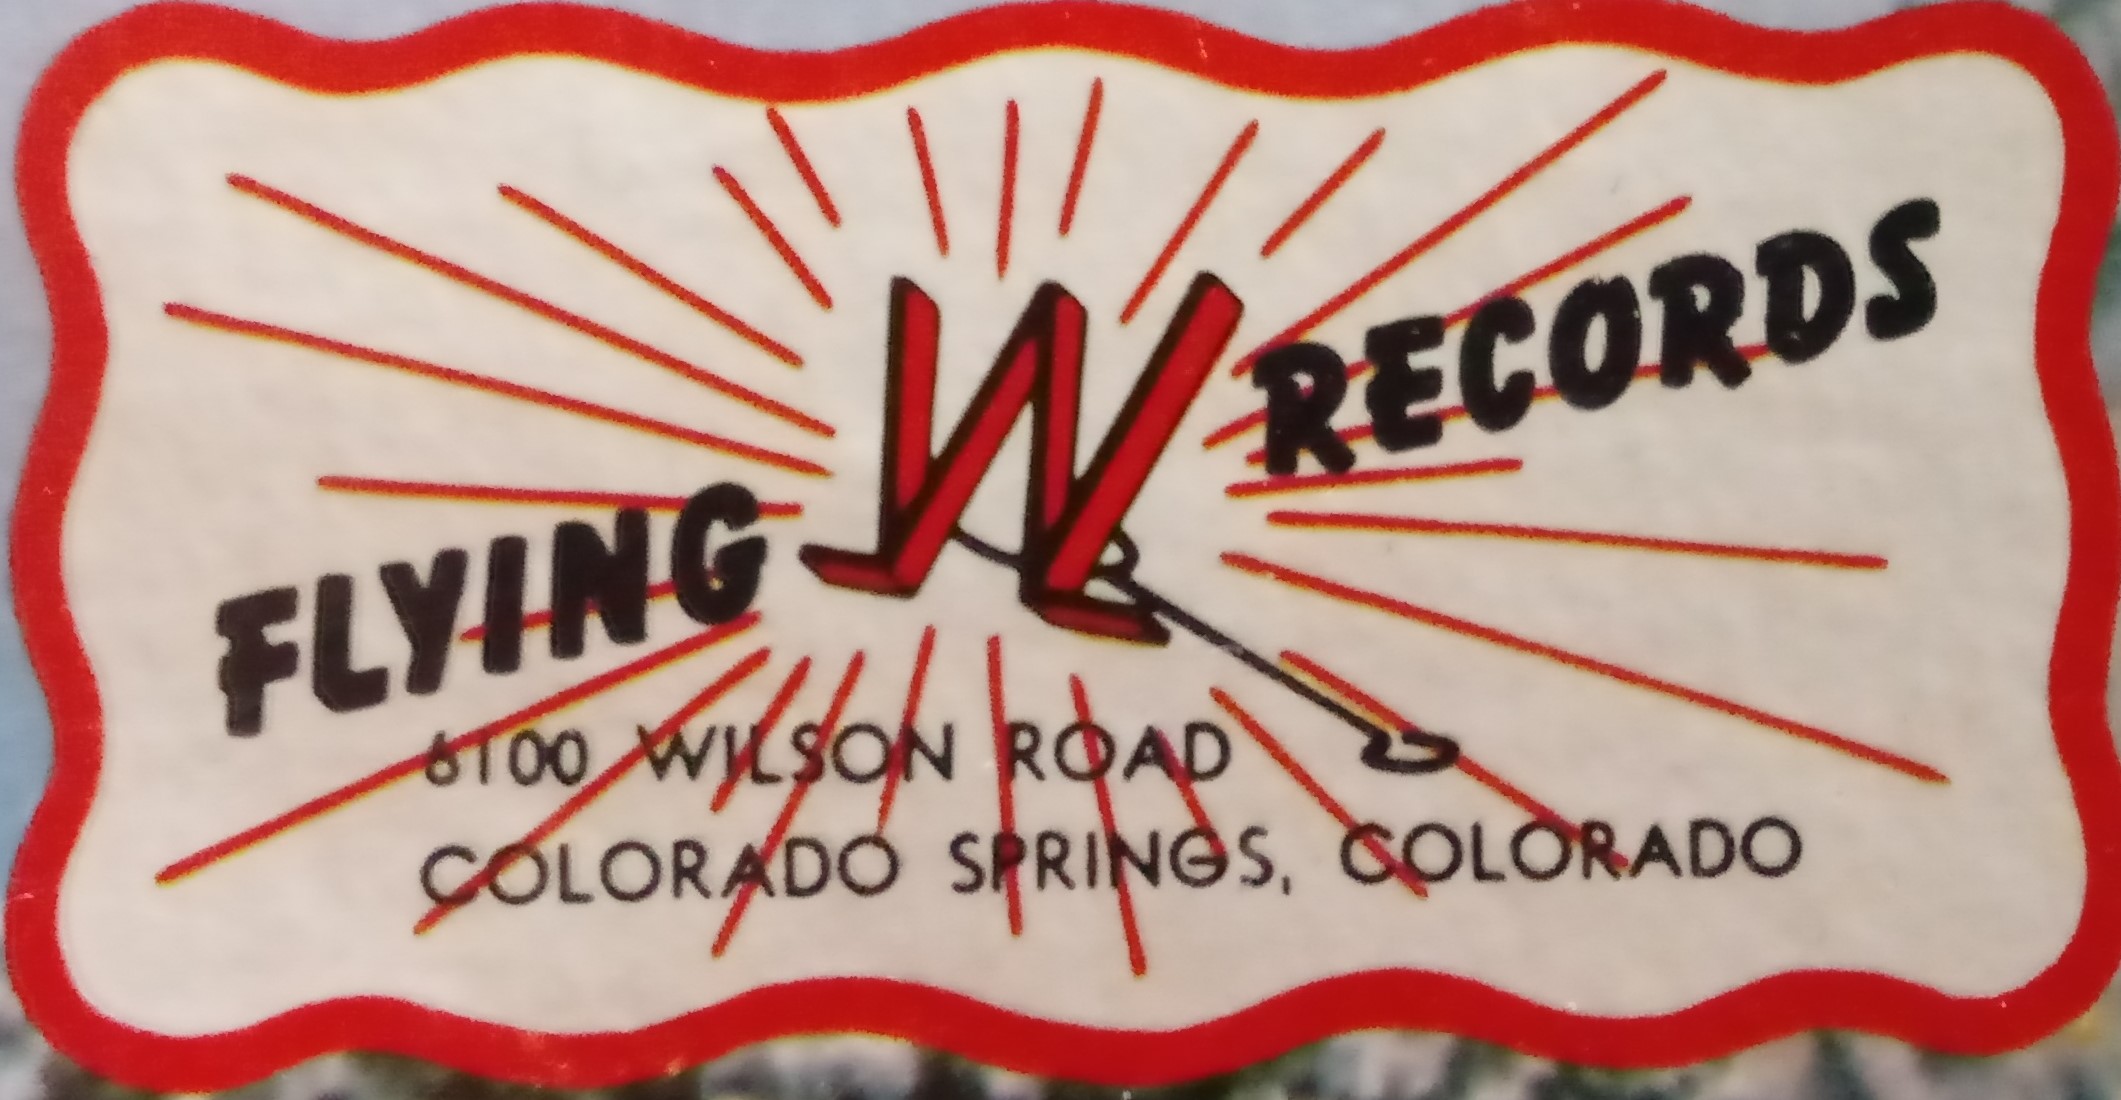 FLYING W RECORDS
6100 WILSON ROAD
COLORADO SPRINGS, COLORADO